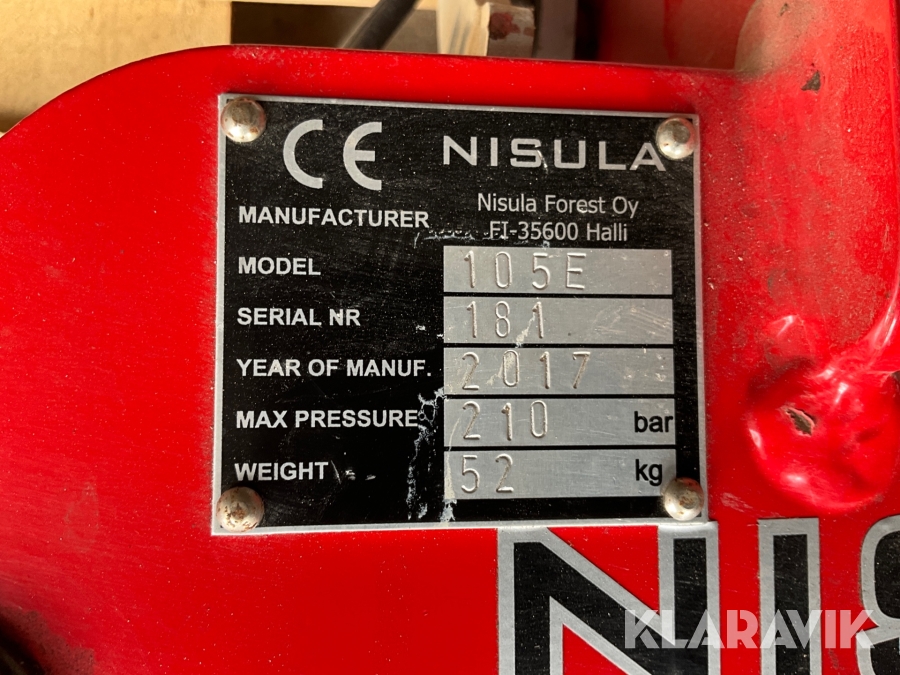 CE NISULA
Nisula Forest Oy
MANUFACTURER FI-35600 Halli
MODEL 105E
SERIAL NR 181
YEAR OF MANUF. 2017
MAX PRESSURE 210 bar
WEIGHT 52 kg
NIS
KLARAVIK